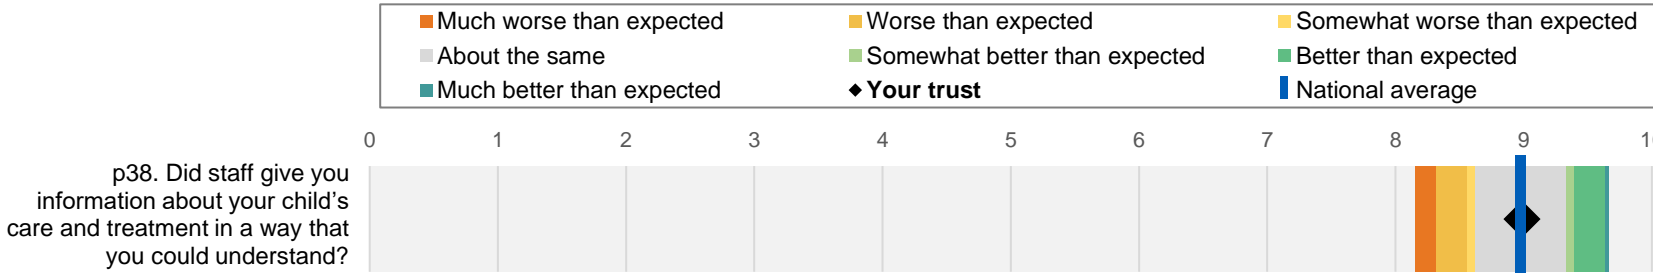 Much worse than expected
Worse than expected
Somewhat worse than expected
About the same
Somewhat better than expected
Better than expected
Much better than expected
Your trust
National average
0 1 2 3 4 5 6 7 8 9
p38. Did staff give you
information about your child’s
care and treatment in a way that
you could understand?